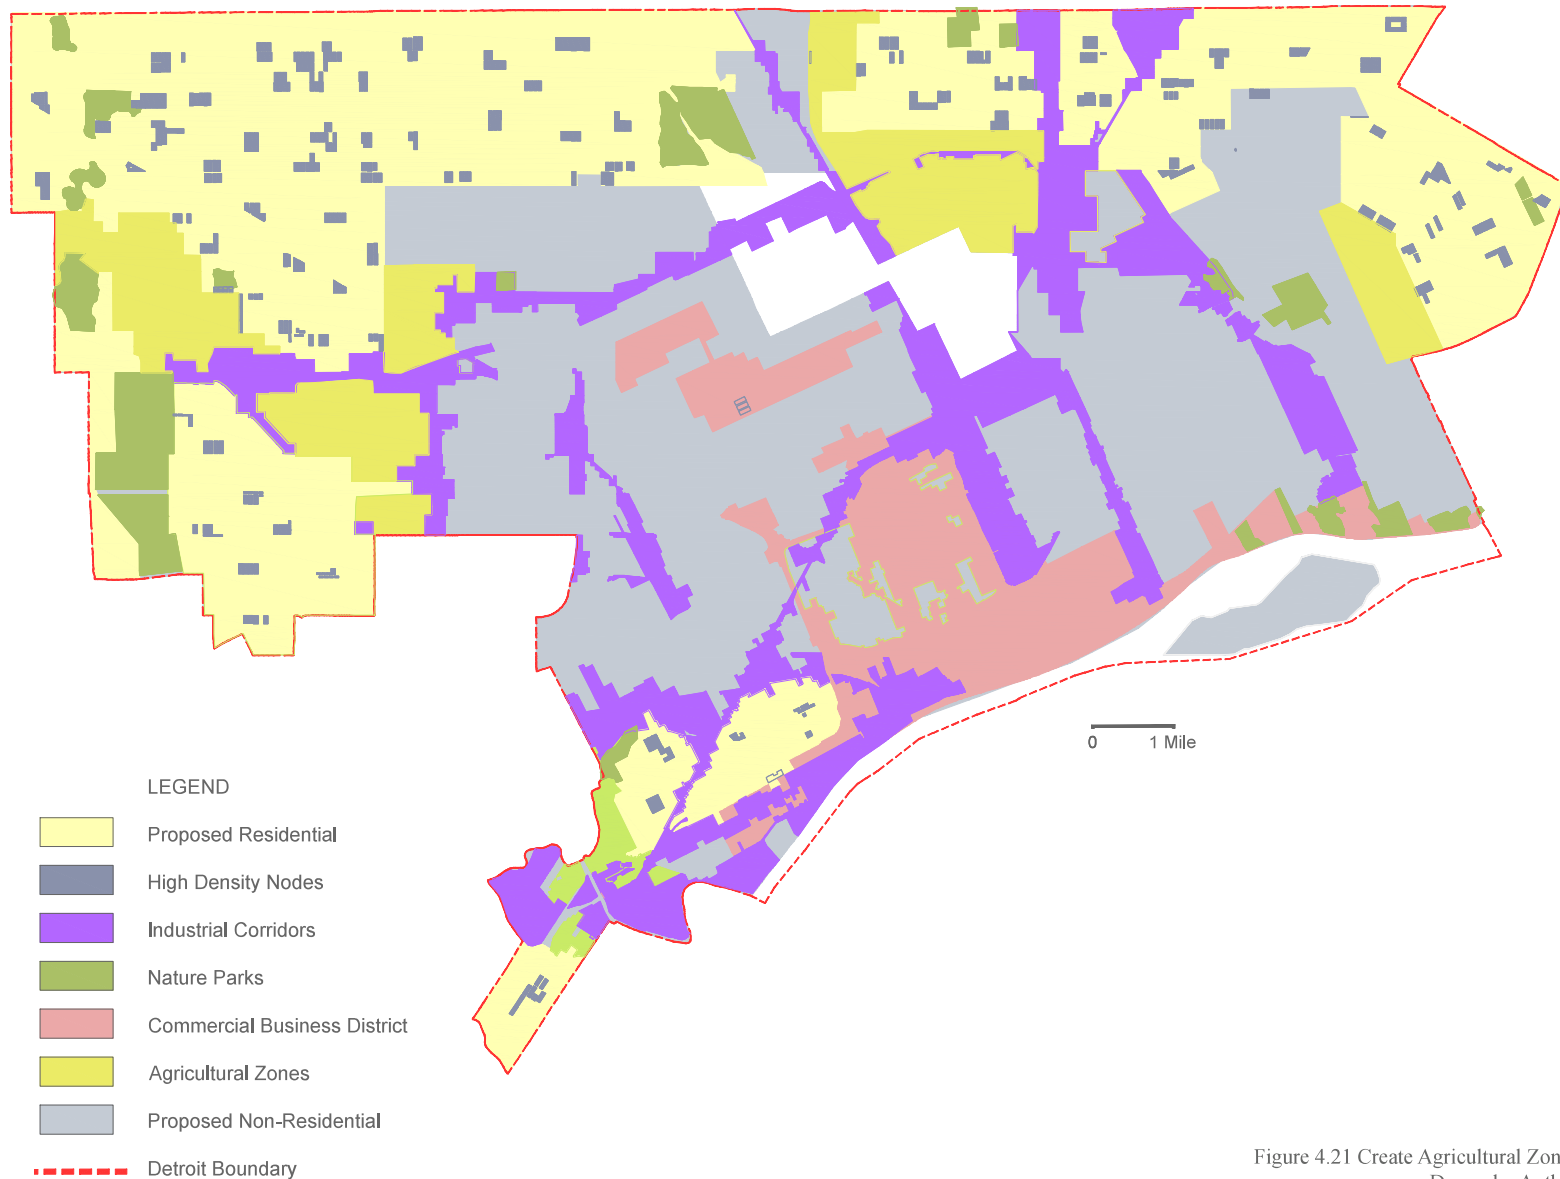 0 1 Mile
LEGEND
Proposed Residential
High Density Nodes
Industrial Corridors
Nature Parks
Commercial Business District
Agricultural Zones
Proposed Non-Residential
Detroit Boundary
Figure 4.21 Create Agricultural Zon